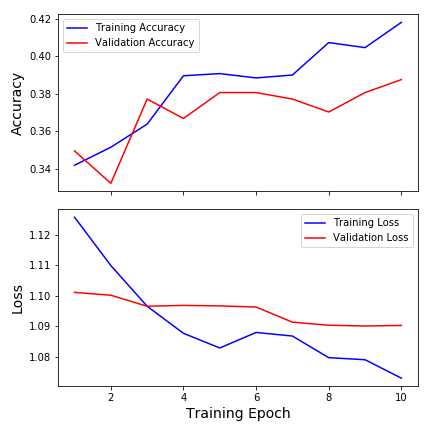 0.42
0.40
0.38
0.36
0.34
Accuracy
Training Accuracy
Validation Accuracy
1.12
1.11
1.10
1.09
1.08
Loss
Training Loss
Validation Loss
2
4
6
8
10
Training Epoch